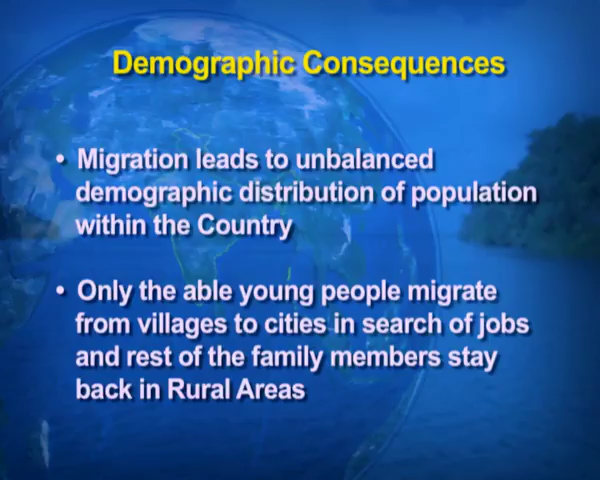 Demographic Consequences
• Migration leads to unbalanced
demographic distribution of population
within the Country
• Only the able young people migrate
from villages to cities in search of jobs
and rest of the family members stay
back in Rural Areas